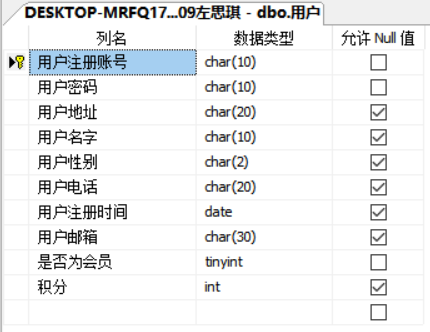 DESKTOP-MRFQ17...09左思琪 - dbo.用户
列名 数据类型 允许 Null 值
用户注册账号 char(10)
用户密码 char(10)
用户地址 char(20)
用户名字 char(10)
用户性别 char(2)
用户电话 char(20)
用户注册时间 date
用户邮箱 char(30)
是否为会员 tinyint
积分 int